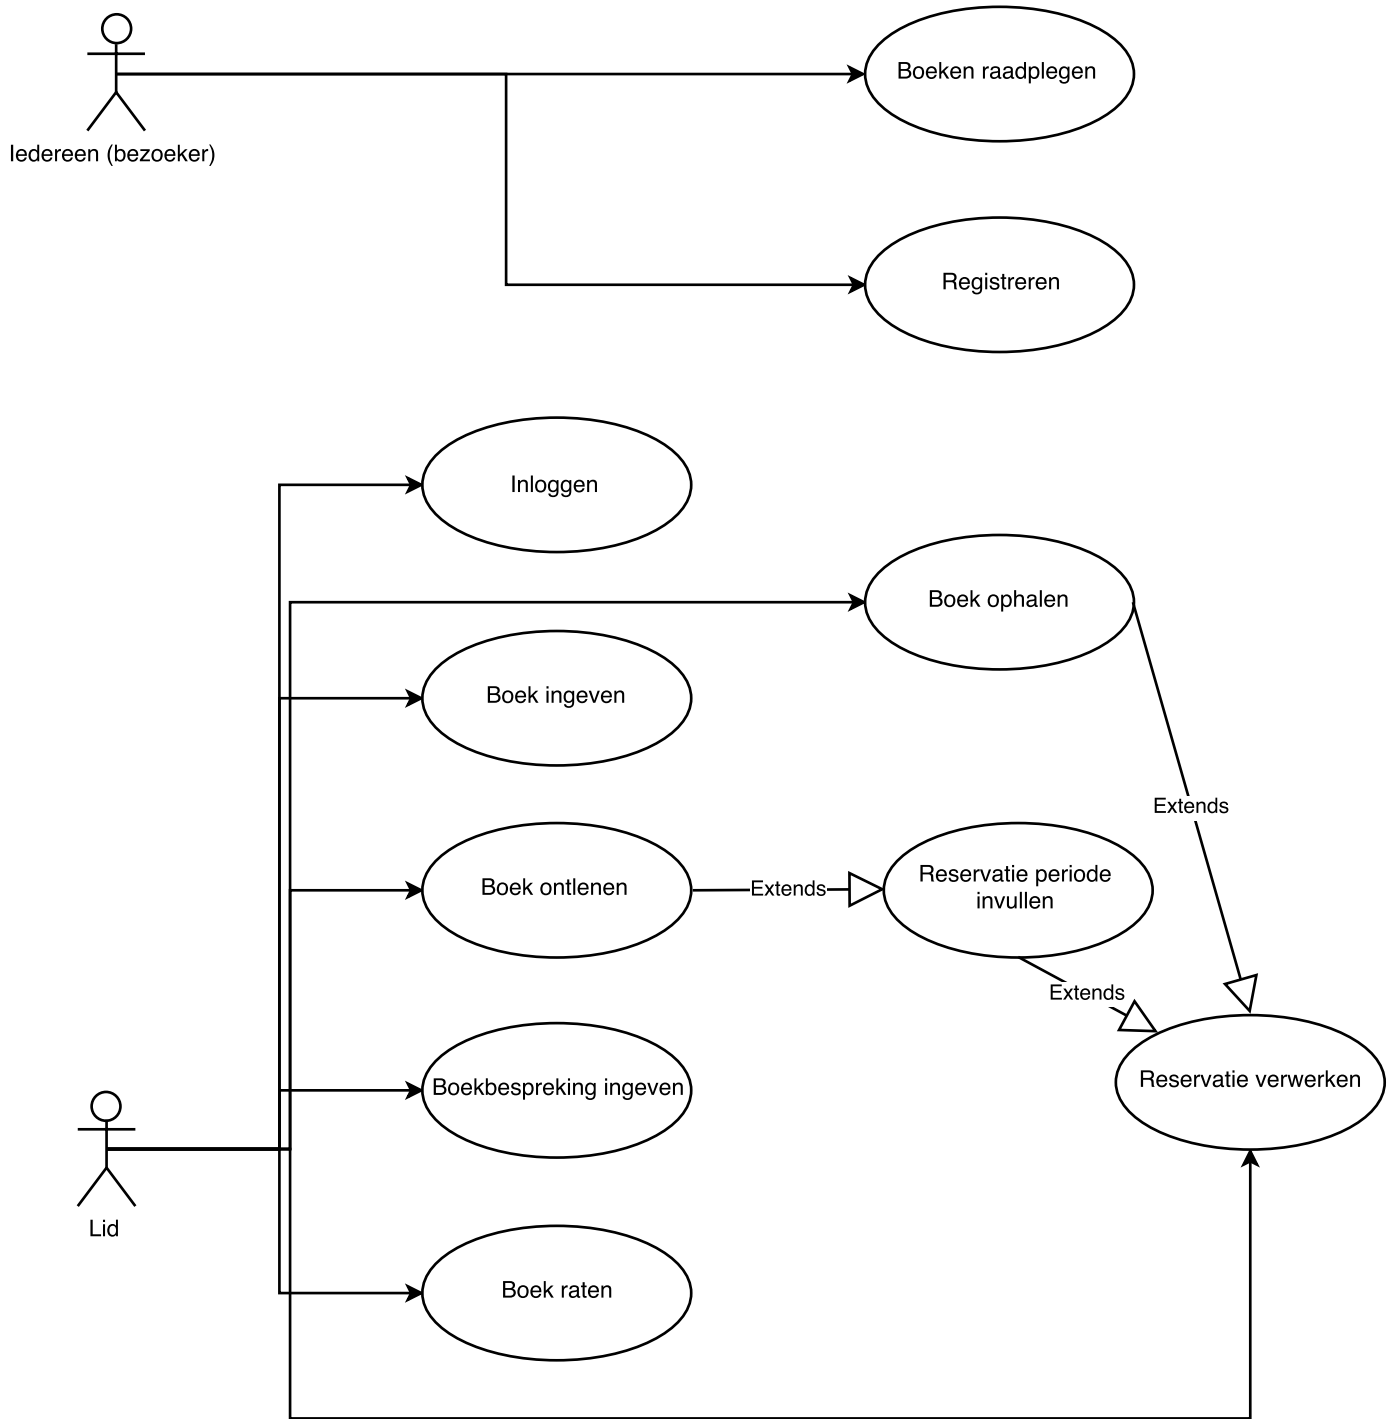 Boeken raadplegen
Iedereen (bezoeker)
Registreren
Inloggen
Boek ophalen
Boek ingeven
Extends
Boek ontlenen
Extends
Reservatie periode
invullen
Extends
Boekbespreking ingeven
Reservatie verwerken
Lid
Boek raten